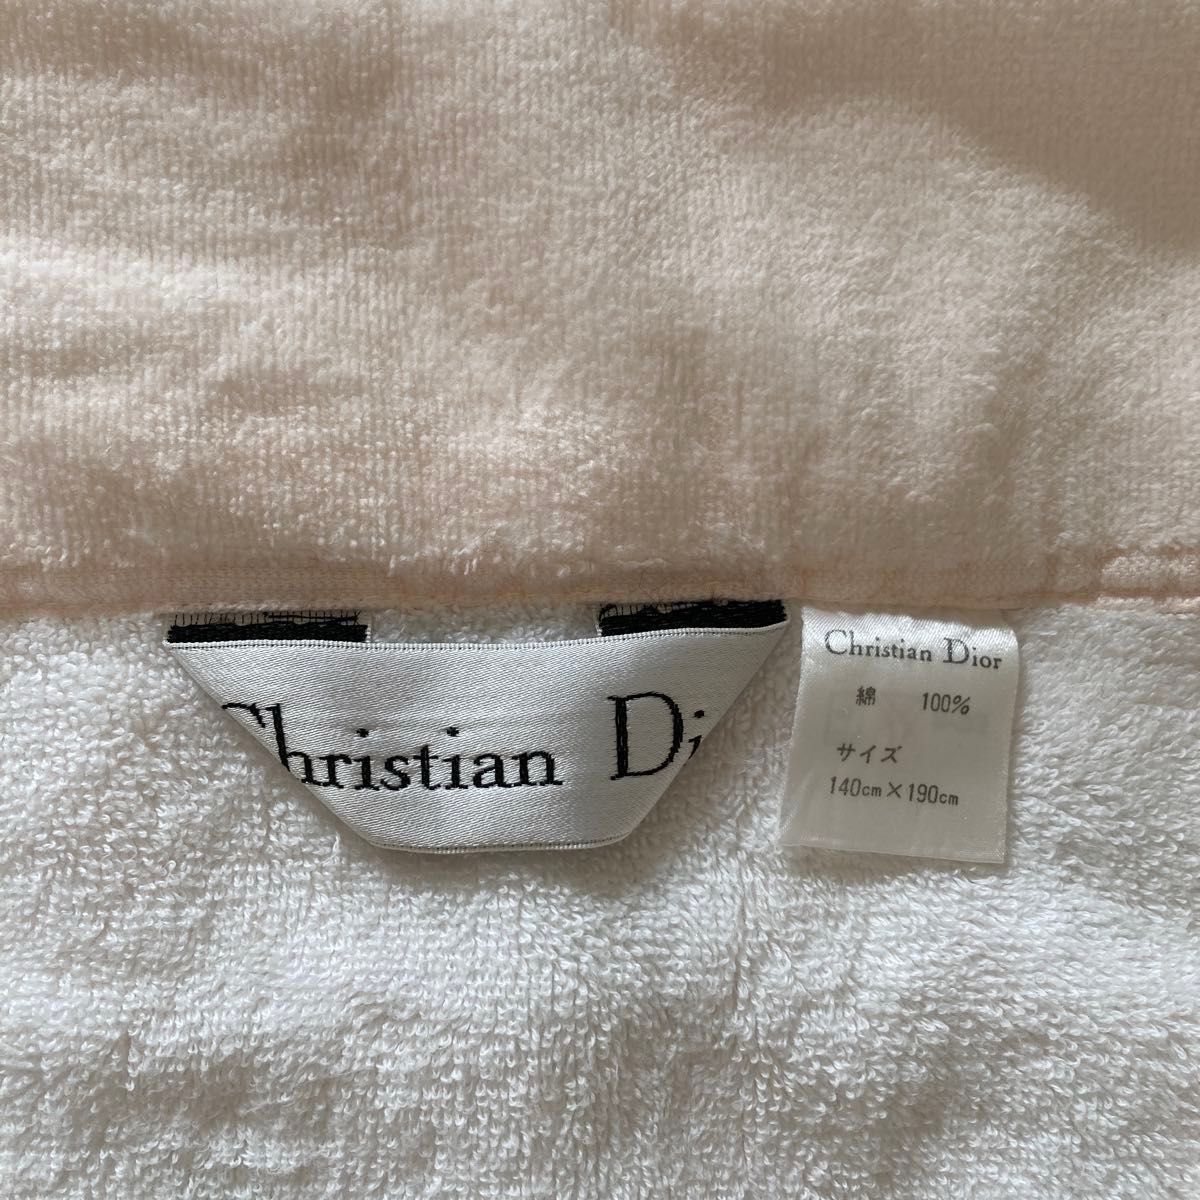 Christian Di
Christian Dior
綿 100%
サイズ
140cm×190cm